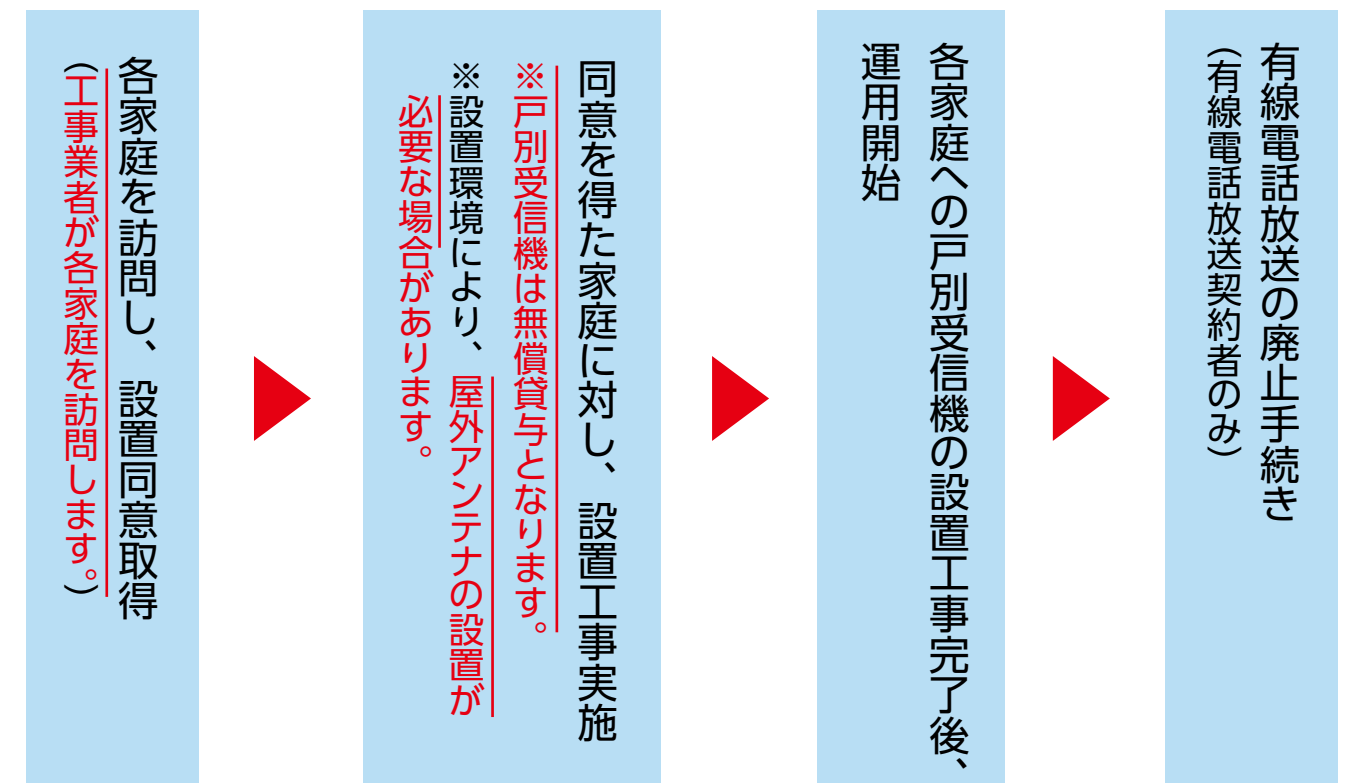 各家庭を訪問し、設置同意取得
（工事業者が各家庭を訪問します。）
同意を得た家庭に対し、設置工事実施
※戸別受信機は無償貸与となります。
※設置環境により、屋外アンテナの設置が
必要な場合があります。
各家庭への戸別受信機の設置工事完了後、
運用開始
有線電話放送の廃止手続き
（有線電話放送契約者のみ）